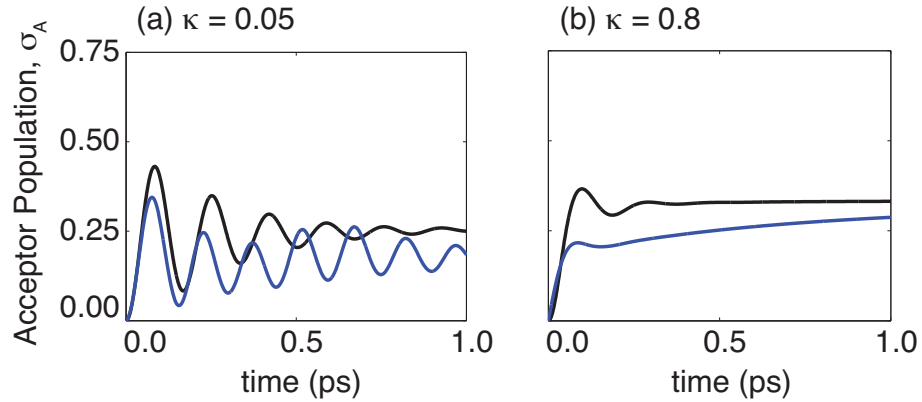 (a) κ = 0.05
(b) κ = 0.8
Acceptor Population, σ_A
0.75
0.50
0.25
0.00
0.0
0.5
1.0
0.0
0.5
1.0
time (ps)
time (ps)